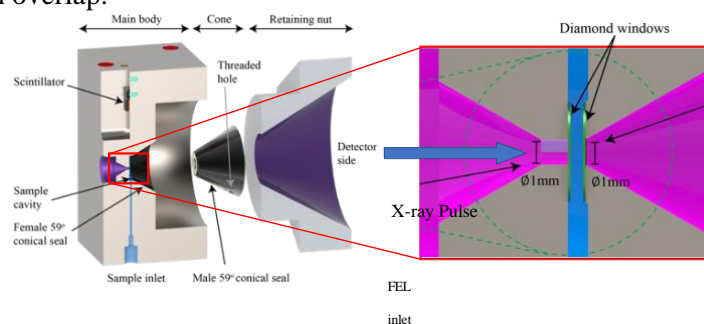 overlap.
Main body
Cone
Retaining nut
Scintillator
Threaded
hole
Detector
side
Sample
cavity
Female 59° 
conical seal
Sample inlet
Male 59° conical seal
Diamond windows
Ø1mm
Ø1mm
X-ray Pulse
FEL
inlet